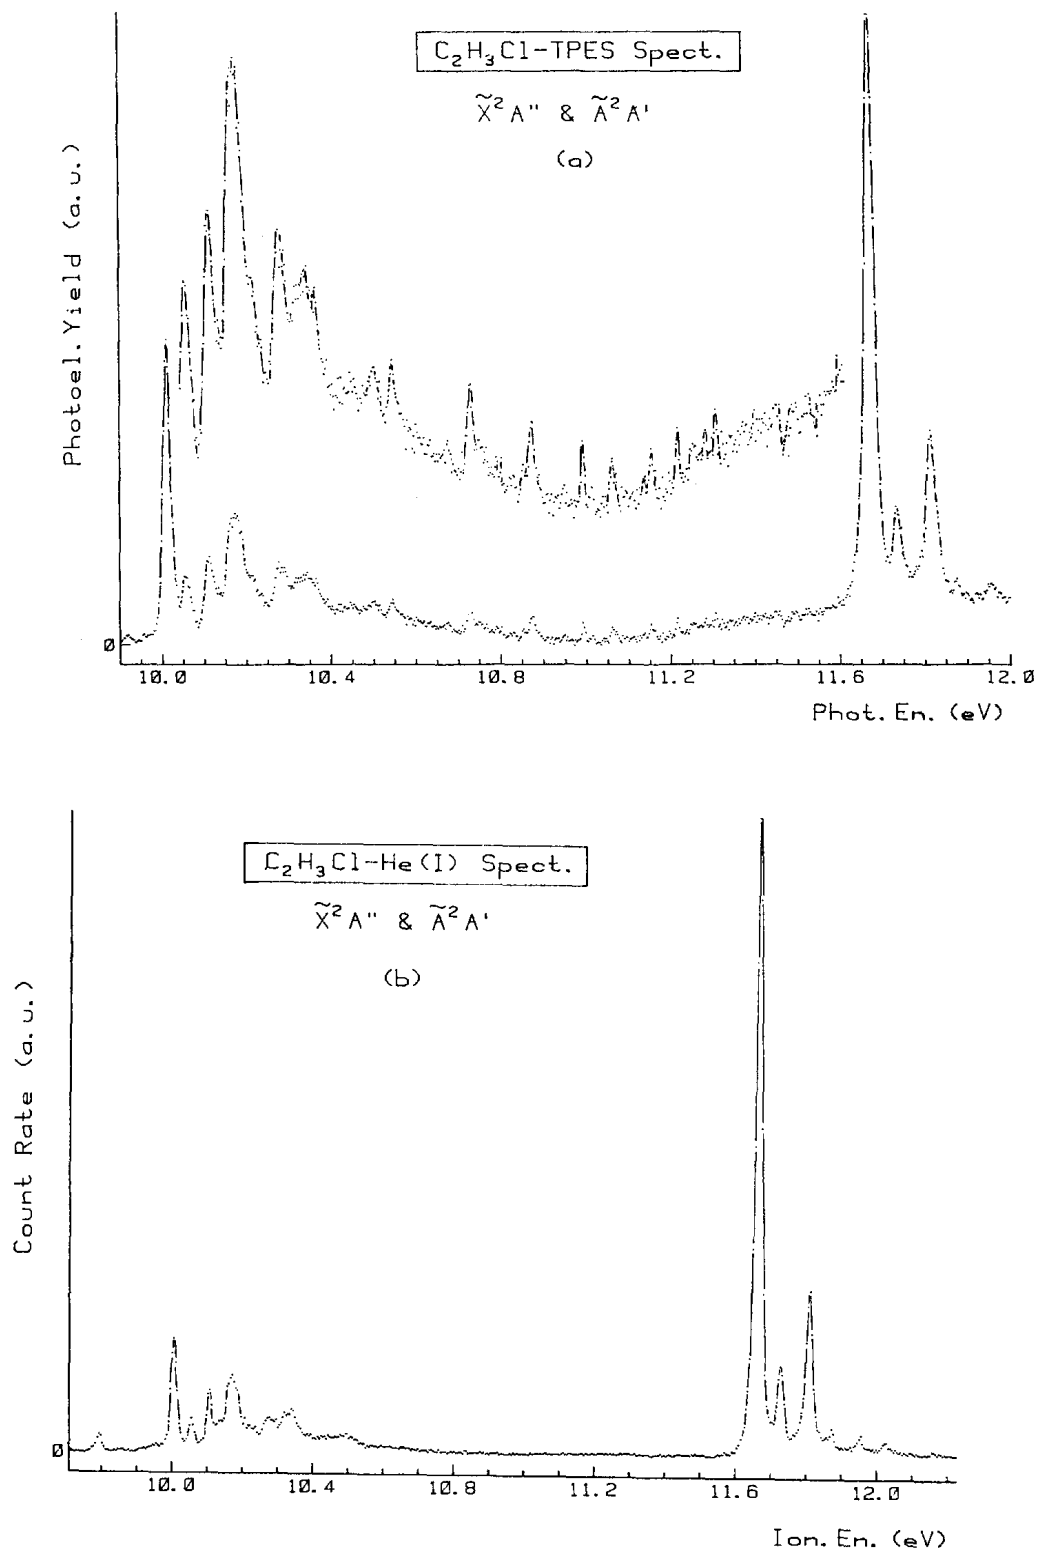 C₂H₃Cl-TPES Spect.
X̃²A" & òA'
(a)
Photoel. Yield (a. u.)
0
10.0 10.4 10.8 11.2 11.6 12.0
Phot. En. (eV)
C₂H₃Cl-He(I) Spect.
X̃²A" & òA'
(b)
Count Rate (a. u.)
0
10.0 10.4 10.8 11.2 11.6 12.0
Ion. En. (eV)